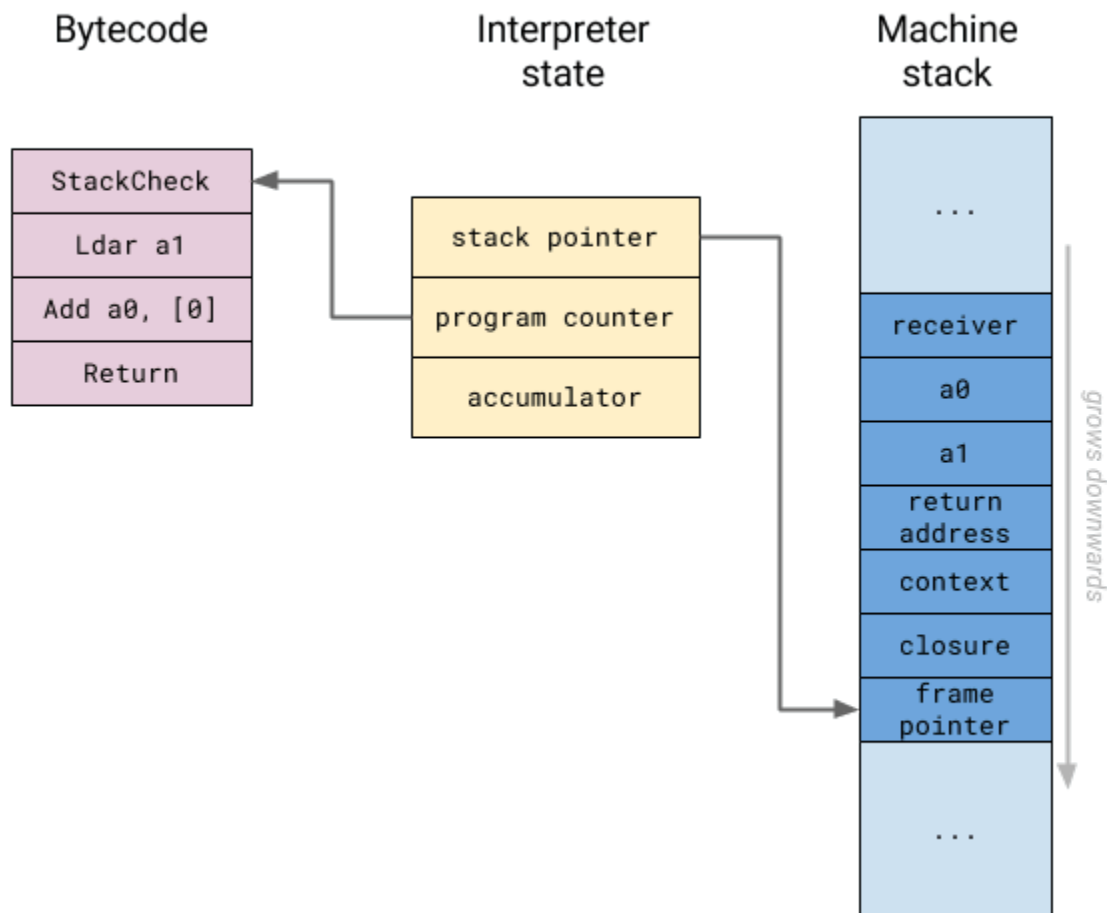 Bytecode
Interpreter
state
Machine
stack
StackCheck
Ldar a1
Add a0, [0]
Return
stack pointer
program counter
accumulator
...
receiver
a0
a1
return
address
context
closure
frame
pointer
...
grows downwards